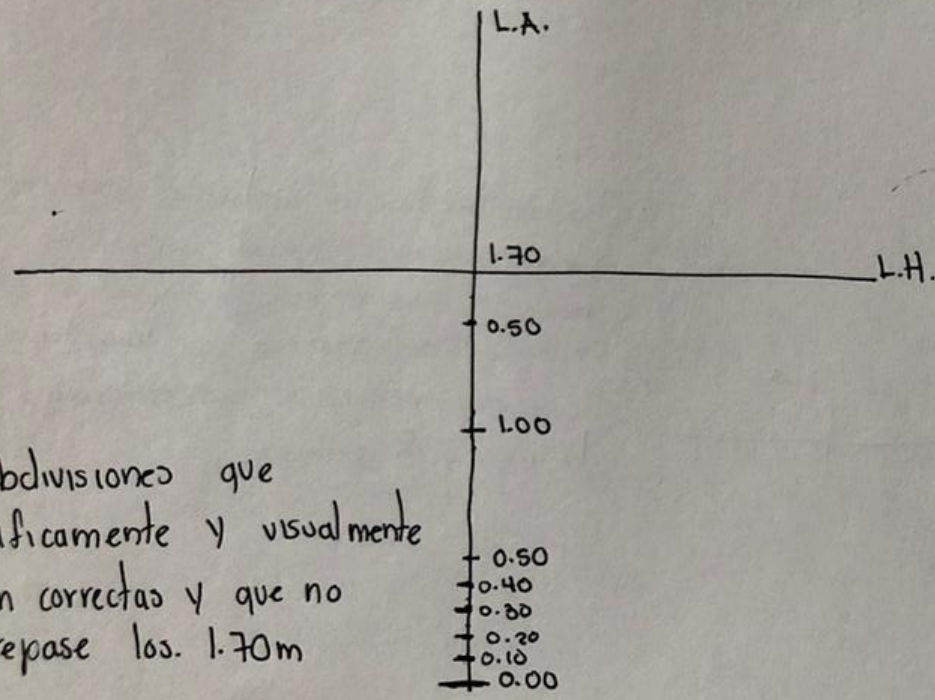 L.A.
1.70
L.H.
0.50
1.00
bdivisiones que
ificamente y visualmente
n correctas y que no
epase los. 1.70m
0.50
0.40
0.30
0.20
0.10
0.00